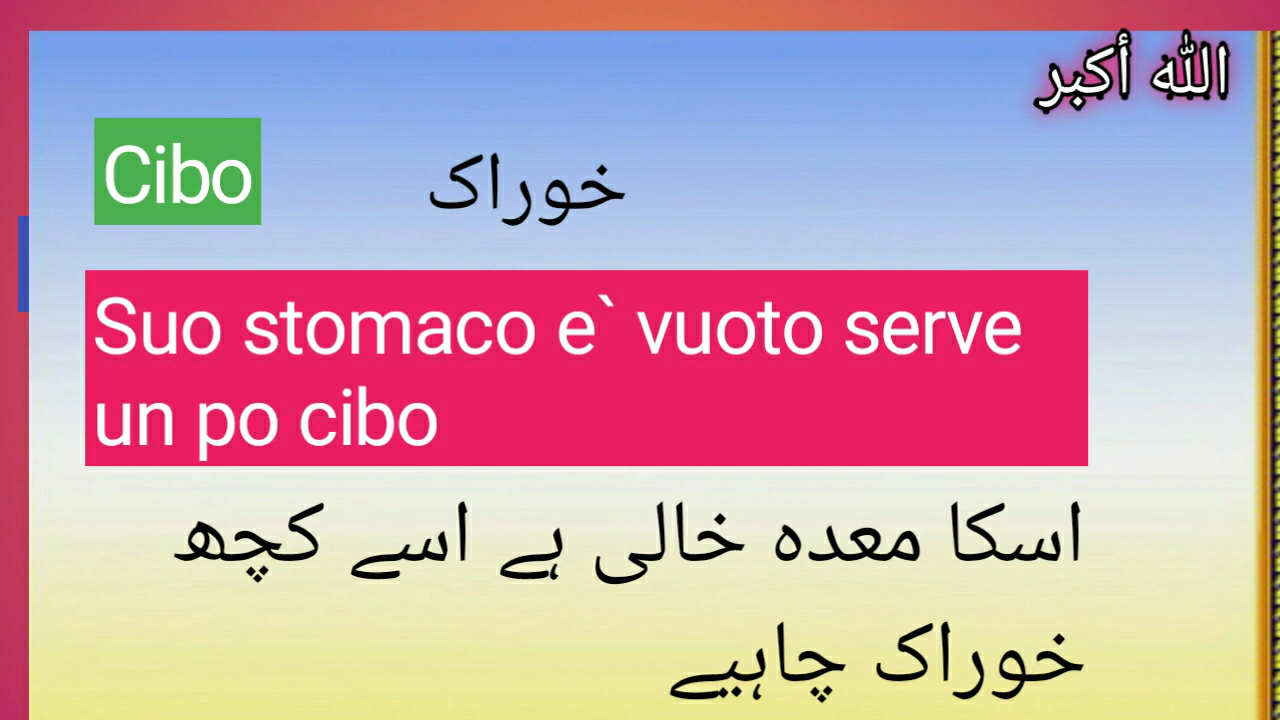 الله أكبر
Cibo
خوراک
Suo stomaco e` vuoto serve
un po cibo
اسکا معدہ خالی ہے اسے کچھ
خوراک چاہیے